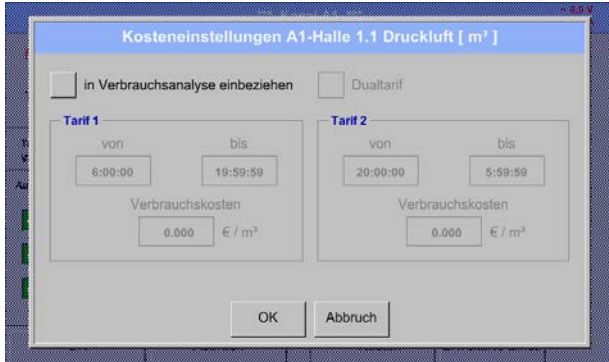 Kosteneinstellungen A1-Halle 1.1 Druckluft [ m³ ]
in Verbrauchsanalyse einbeziehen
Dualtarif
Tarif 1
von bis
6:00:00 19:59:59
Verbrauchskosten
0.000 € / m³
Tarif 2
von bis
20:00:00 5:59:59
Verbrauchskosten
0.000 € / m³
OK Abbruch